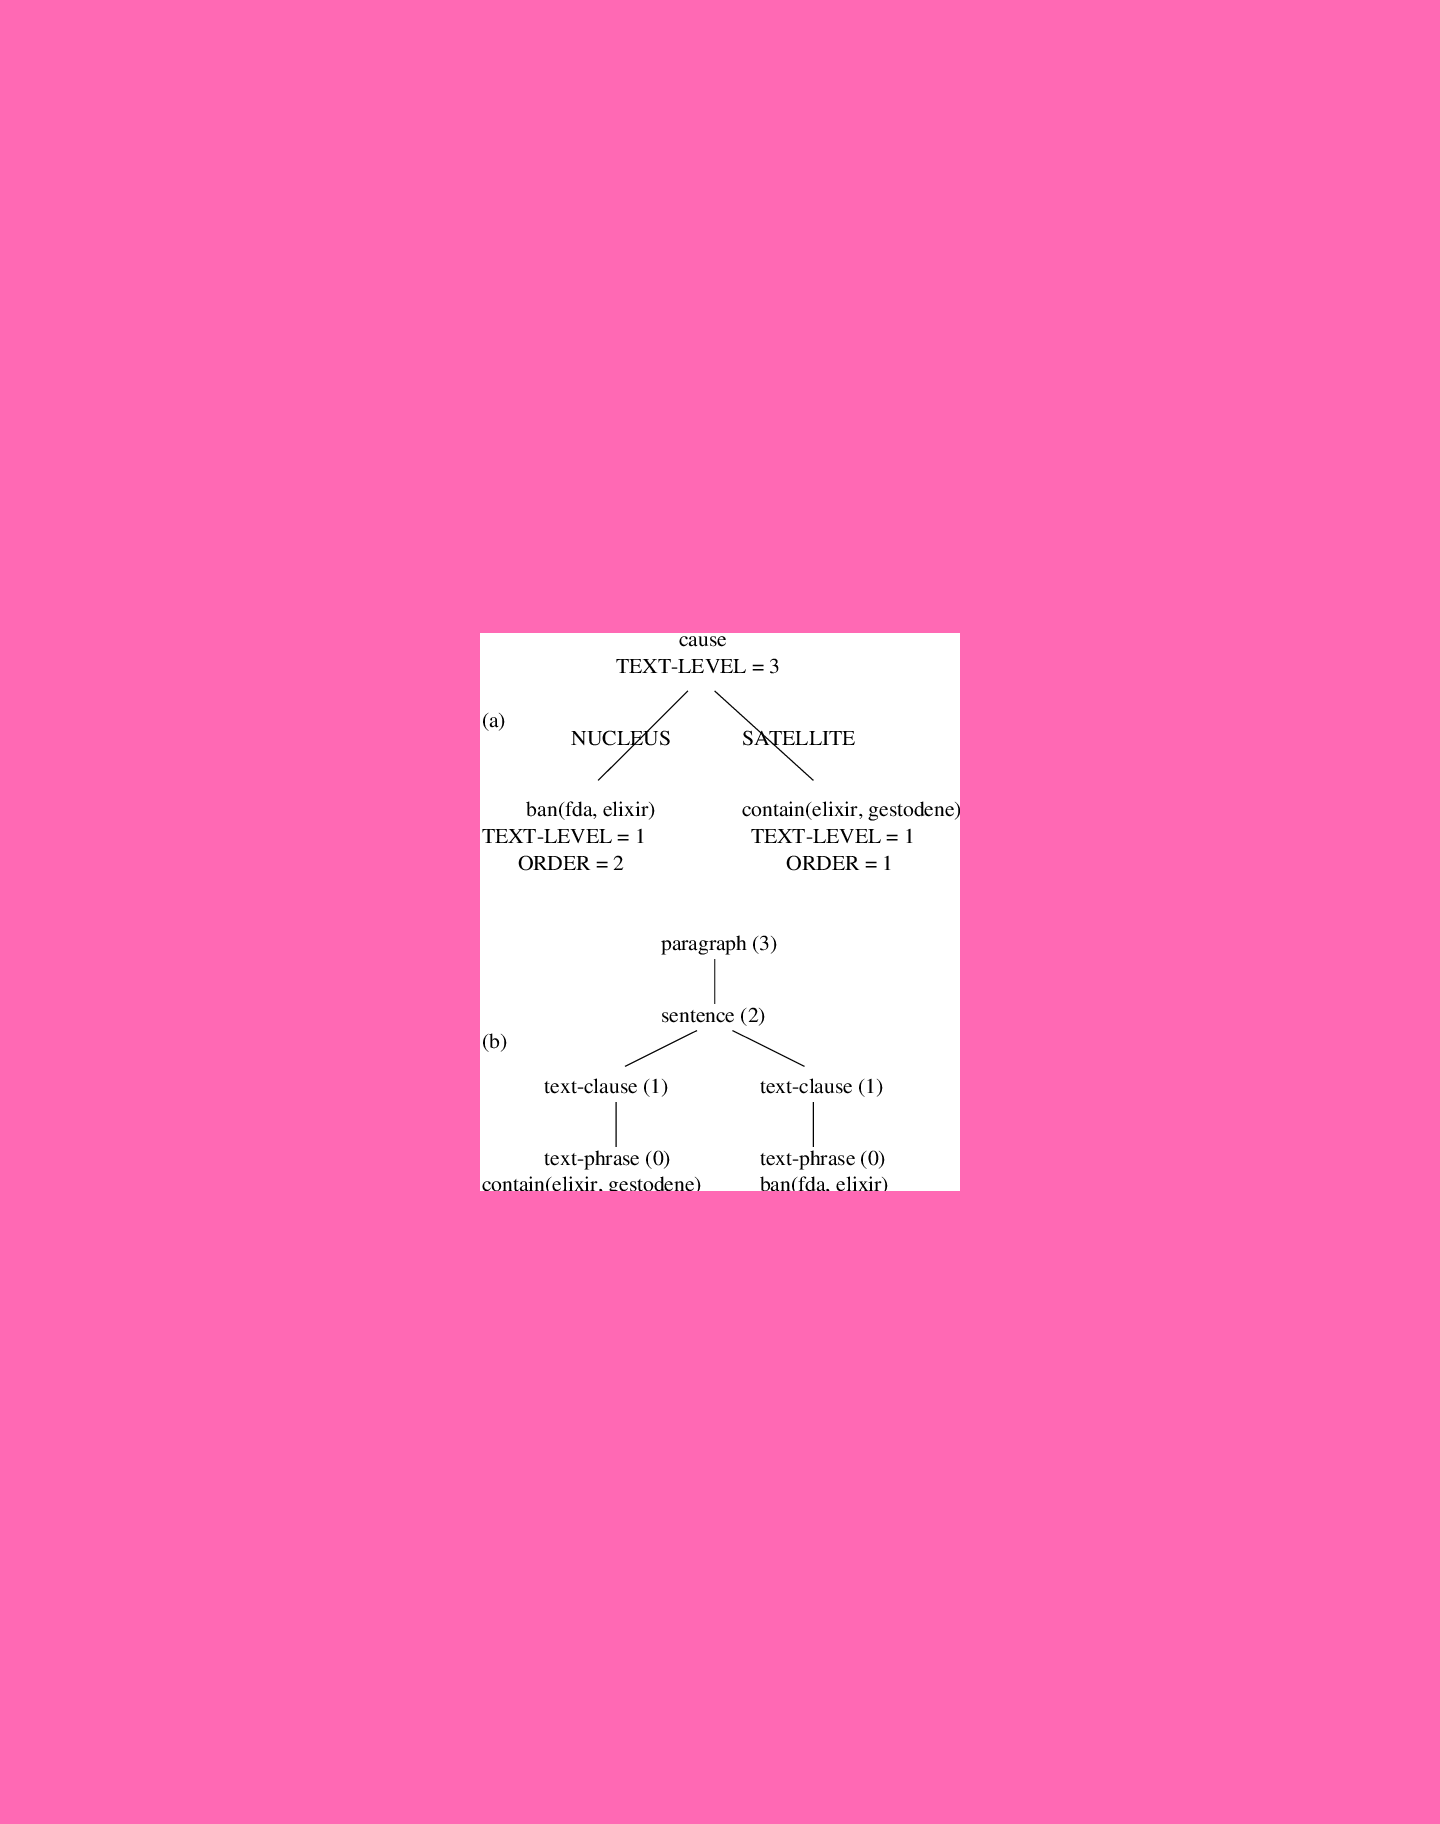 cause
TEXT-LEVEL = 3
(a)
NUCLEUS SATELLITE
ban(fda, elixir) contain(elixir, gestodene)
TEXT-LEVEL = 1 TEXT-LEVEL = 1
ORDER = 2 ORDER = 1
paragraph (3)
sentence (2)
(b)
text-clause (1) text-clause (1)
text-phrase (0) text-phrase (0)
contain(elixir, gestodene) ban(fda, elixir)